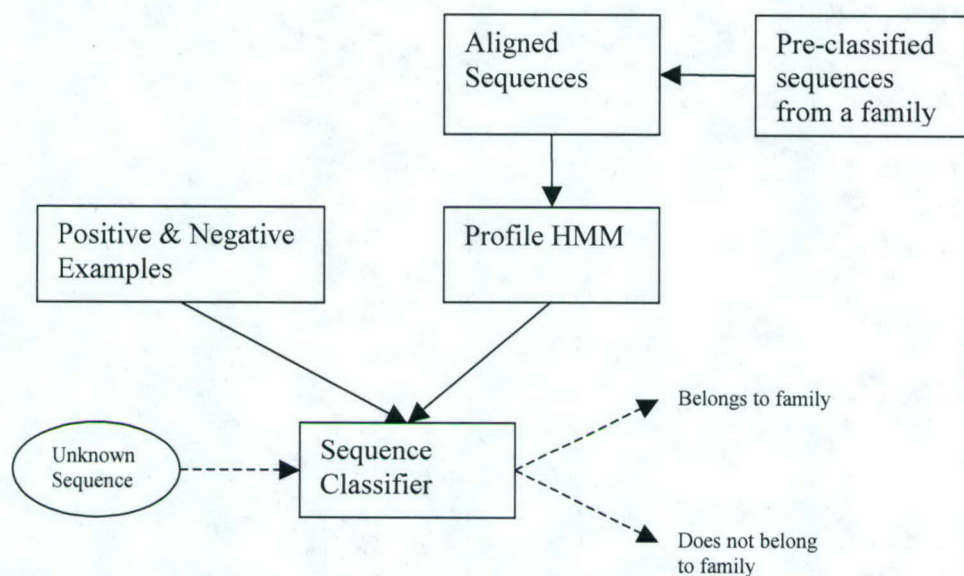 Aligned
Sequences
Pre-classified
sequences
from a family
Positive & Negative
Examples
Profile HMM
Unknown
Sequence
Sequence
Classifier
Belongs to family
Does not belong
to family